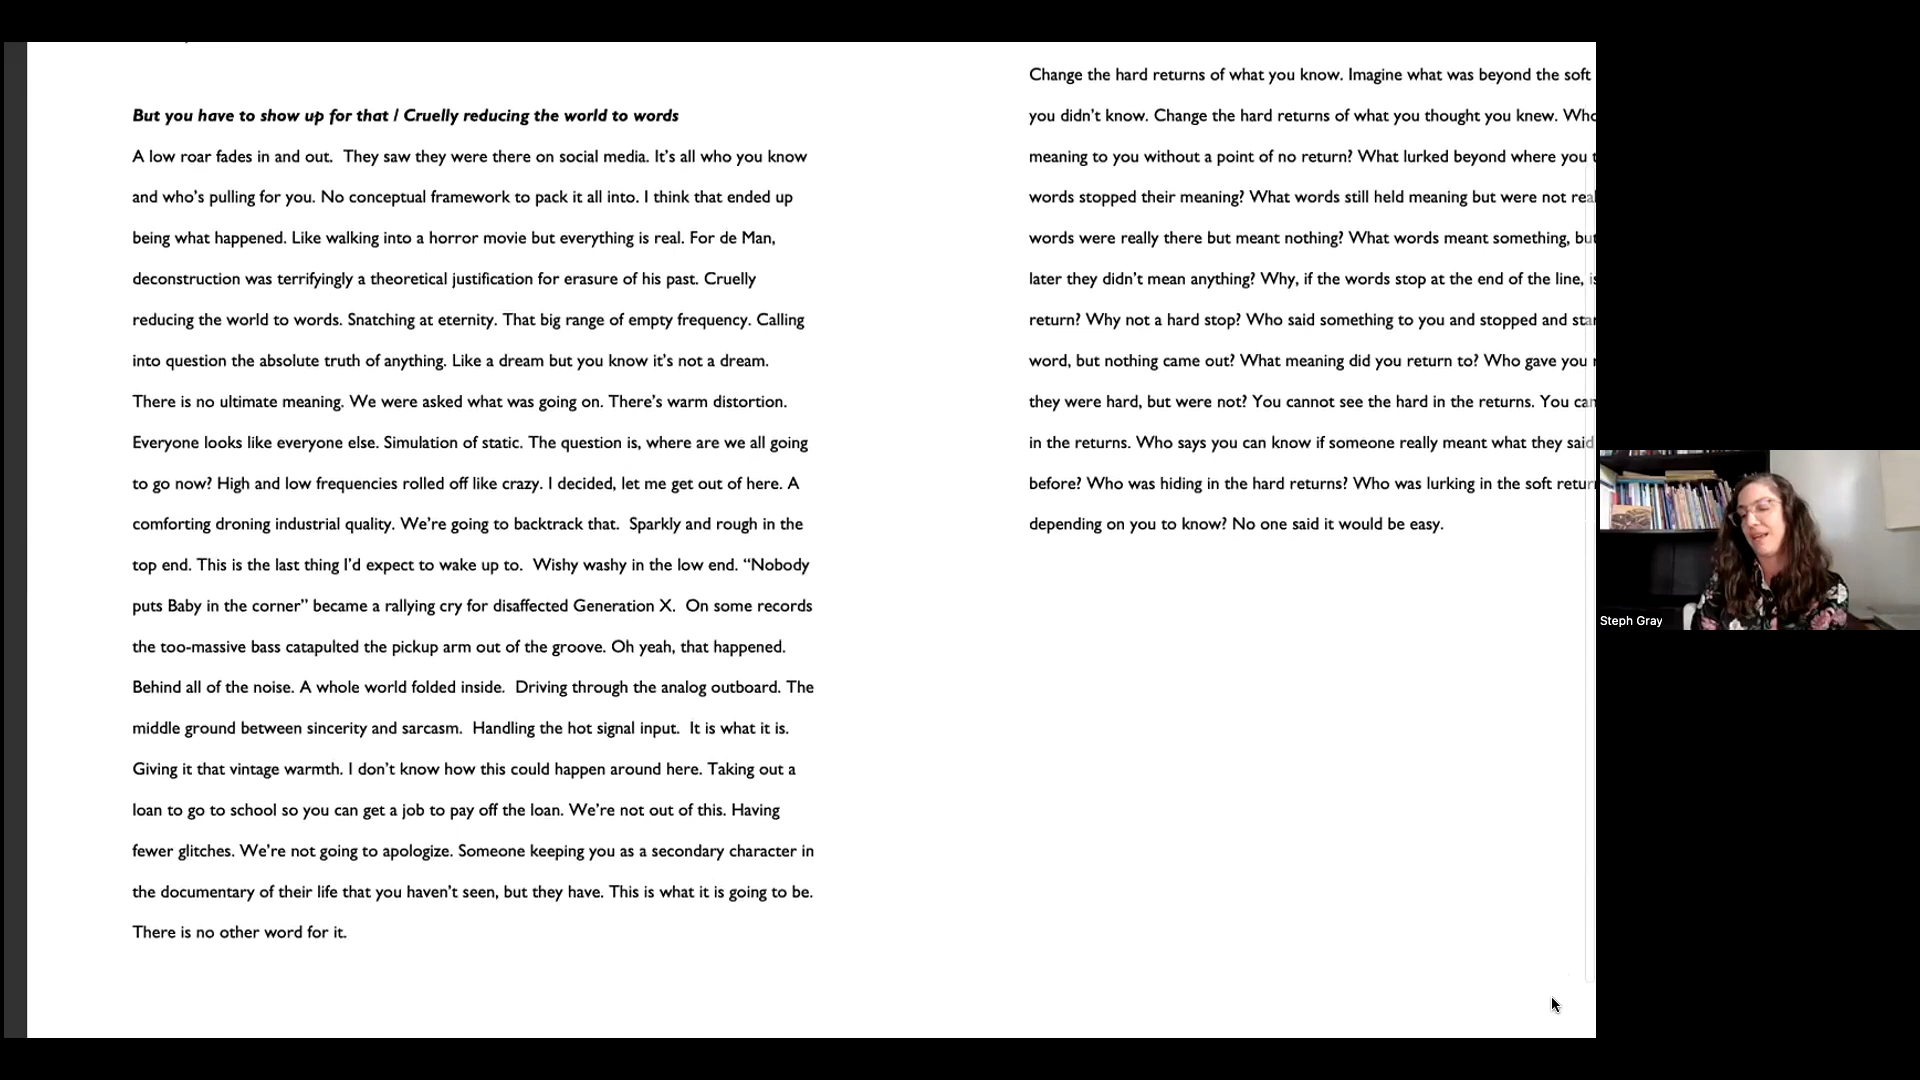 But you have to show up for that / Cruelly reducing the world to words
A low roar fades in and out.  They saw they were there on social media. It’s all who you know
and who’s pulling for you. No conceptual framework to pack it all into. I think that ended up
being what happened. Like walking into a horror movie but everything is real. For de Man,
deconstruction was terrifyingly a theoretical justification for erasure of his past. Cruelly
reducing the world to words. Snatching at eternity. That big range of empty frequency. Calling
into question the absolute truth of anything. Like a dream but you know it’s not a dream.
There is no ultimate meaning. We were asked what was going on. There’s warm distortion.
Everyone looks like everyone else. Simulation of static. The question is, where are we all going
to go now? High and low frequencies rolled off like crazy. I decided, let me get out of here. A
comforting droning industrial quality. We’re going to backtrack that.  Sparkly and rough in the
top end. This is the last thing I’d expect to wake up to.  Wishy washy in the low end. “Nobody
puts Baby in the corner” became a rallying cry for disaffected Generation X.  On some records
the too-massive bass catapulted the pickup arm out of the groove. Oh yeah, that happened.
Behind all of the noise. A whole world folded inside.  Driving through the analog outboard. The
middle ground between sincerity and sarcasm.  Handling the hot signal input.  It is what it is.
Giving it that vintage warmth. I don’t know how this could happen around here. Taking out a
loan to go to school so you can get a job to pay off the loan. We’re not out of this. Having
fewer glitches. We’re not going to apologize. Someone keeping you as a secondary character in
the documentary of their life that you haven’t seen, but they have. This is what it is going to be.
There is no other word for it.
Change the hard returns of what you know. Imagine what was beyond the soft
you didn’t know. Change the hard returns of what you thought you knew.
meaning to you without a point of no return? What lurked beyond where you
words stopped their meaning? What words still held meaning but were not
words were really there but meant nothing? What words meant something,
later they didn’t mean anything? Why, if the words stop at the end of the line,
return? Why not a hard stop? Who said something to you and stopped and
word, but nothing came out? What meaning did you return to? Who gave you
they were hard, but were not? You cannot see the hard in the returns. You
in the returns. Who says you can know if someone really meant what they said
before? Who was hiding in the hard returns? Who was lurking in the soft
depending on you to know? No one said it would be easy.
Steph Gray